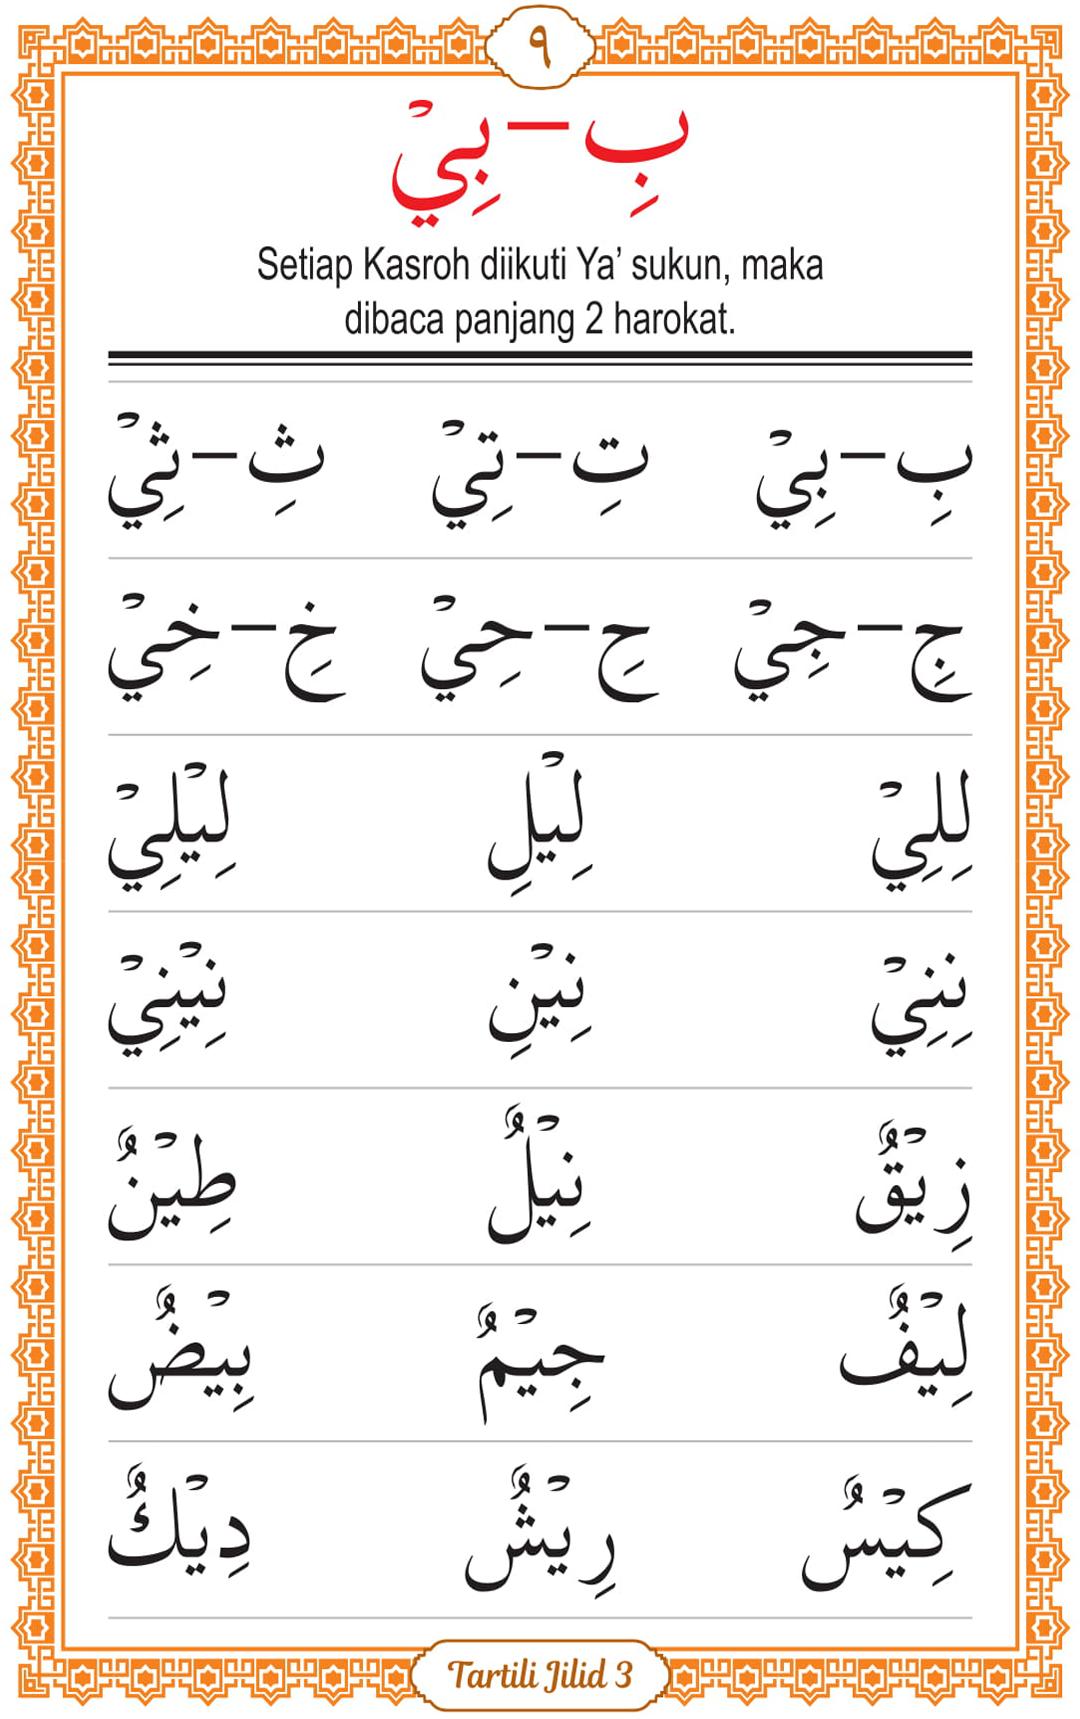 ٩
بِ – بِيْ
Setiap Kasroh diikuti Ya’ sukun, maka
dibaca panjang 2 harokat.
بِ – بِيْ تِ – تِيْ ثِ – ثِيْ
جِ – جِيْ حِ – حِيْ خِ – خِيْ
لِلِيْ لِيْلِ لِيْلِيْ
نِنِيْ نِيْنِ نِيْنِيْ
زِيْقٌ نِيْلٌ طِيْنٌ
لِيْفٌ جِيْمٌ بِيْضٌ
كِيْسٌ رِيْشٌ دِيْكٌ
Tartili Jilid 3